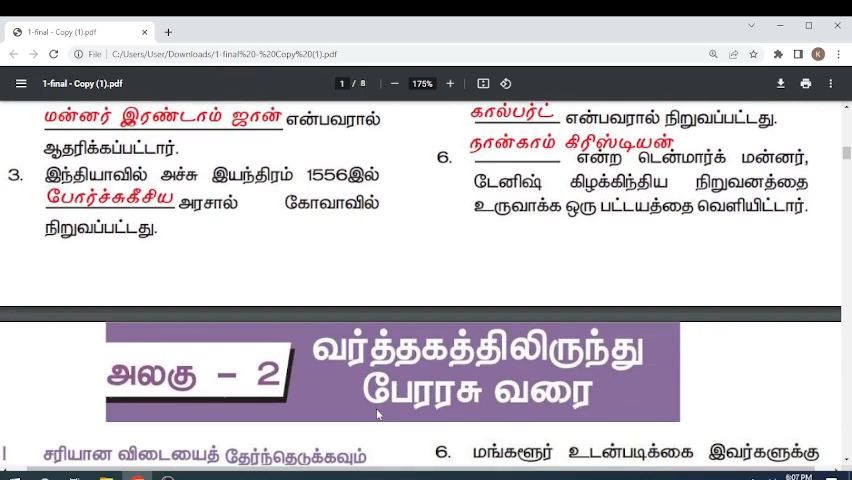 1-final - Copy (1).pdf
File C:/Users/User/Downloads/1-final%20-%20Copy%20(1).pdf
K
1-final - Copy (1).pdf
1 / 8
175%
மன்னர் இரண்டாம் ஜான் என்பவரால்
ஆதரிக்கப்பட்டார்.
3. இந்தியாவில் அச்சு இயந்திரம் 1556இல்
போர்ச்சுகீசிய அரசால் கோவாவில்
நிறுவப்பட்டது.
கால்பர்ட் என்பவரால் நிறுவப்பட்டது.
நான்காம் கிரிஸ்டியன்
6. என்ற டென்மார்க் மன்னர்,
டேனிஷ் கிழக்கிந்திய நிறுவனத்தை
உருவாக்க ஒரு பட்டயத்தை வெளியிட்டார்.
அலகு - 2
வர்த்தகத்திலிருந்து
பேரரசு வரை
I சரியான விடையைத் தேர்ந்தெடுக்கவும்
6. மங்களூர் உடன்படிக்கை இவர்களுக்கு
6:07 PM